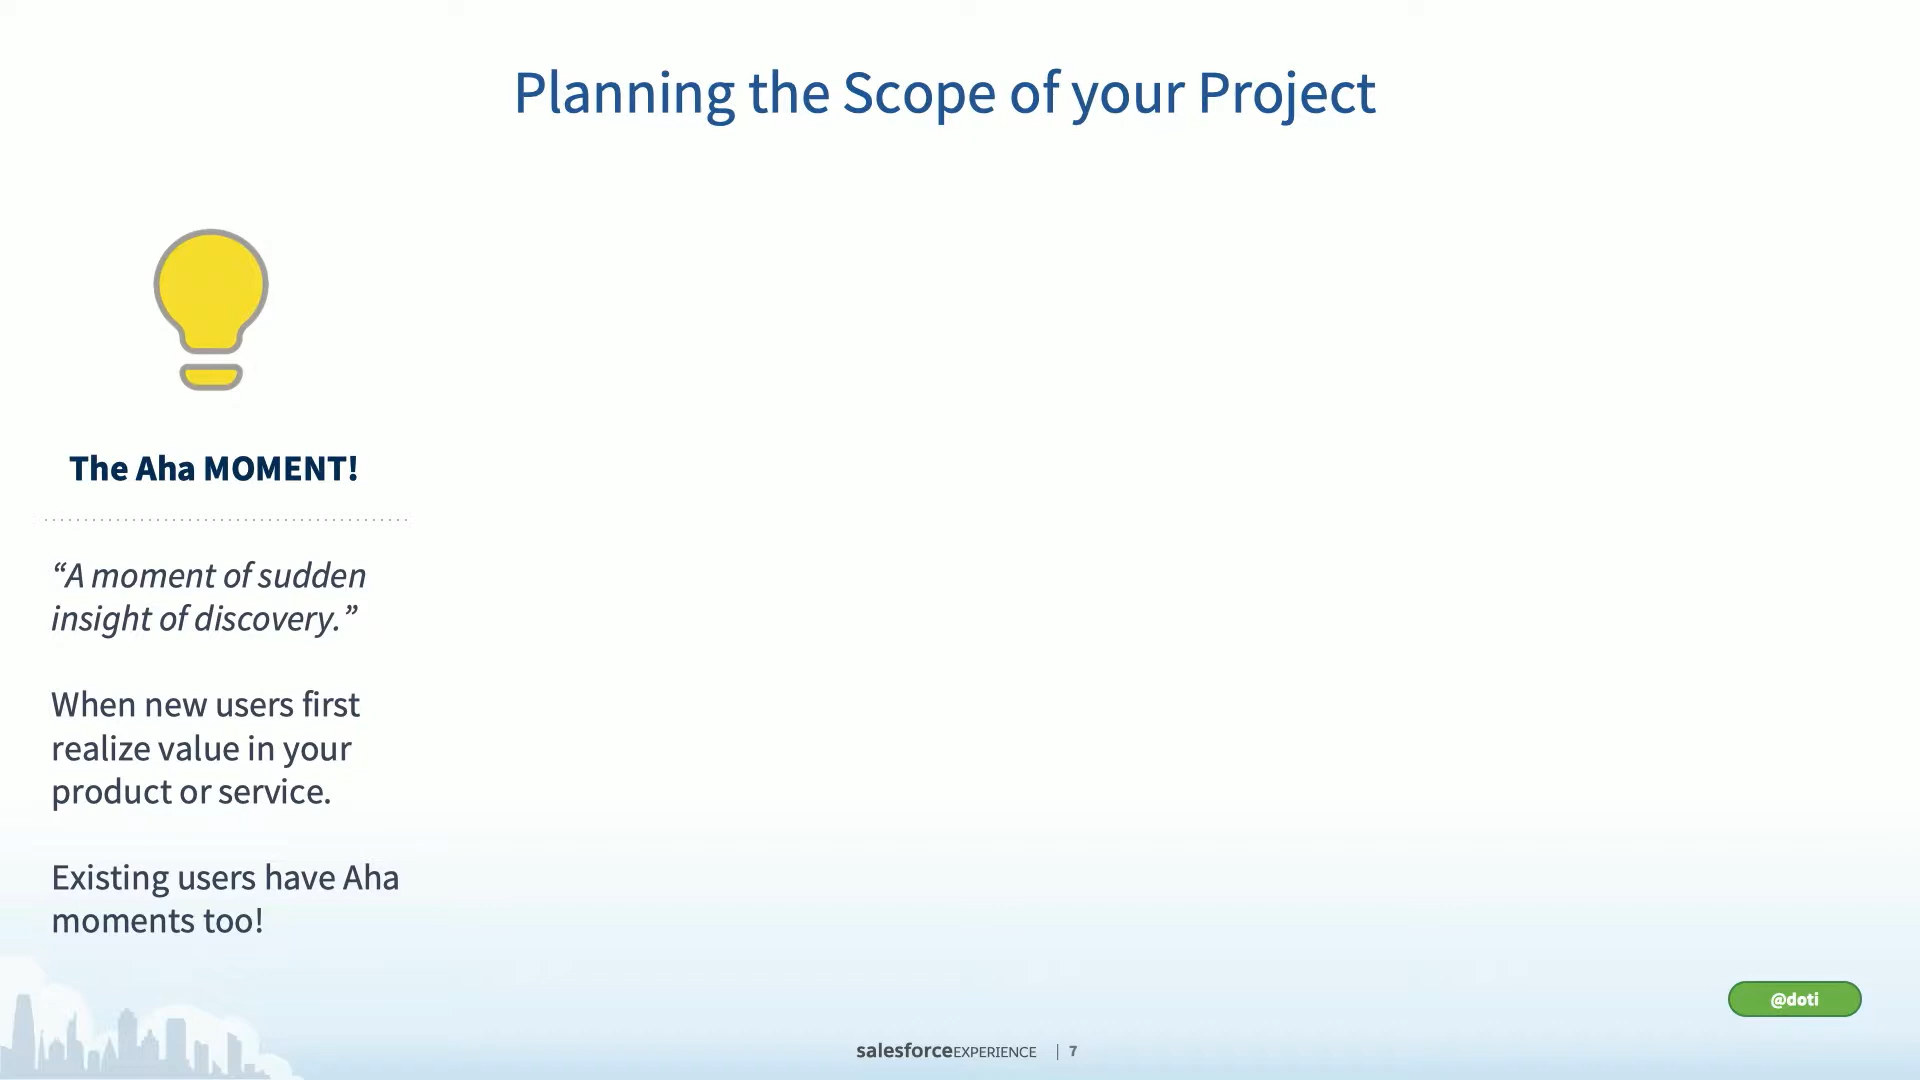 Planning the Scope of your Project
The Aha MOMENT!
“A moment of sudden
insight of discovery.”
When new users first
realize value in your
product or service.
Existing users have Aha
moments too!
@doti
salesforceEXPERIENCE | 7